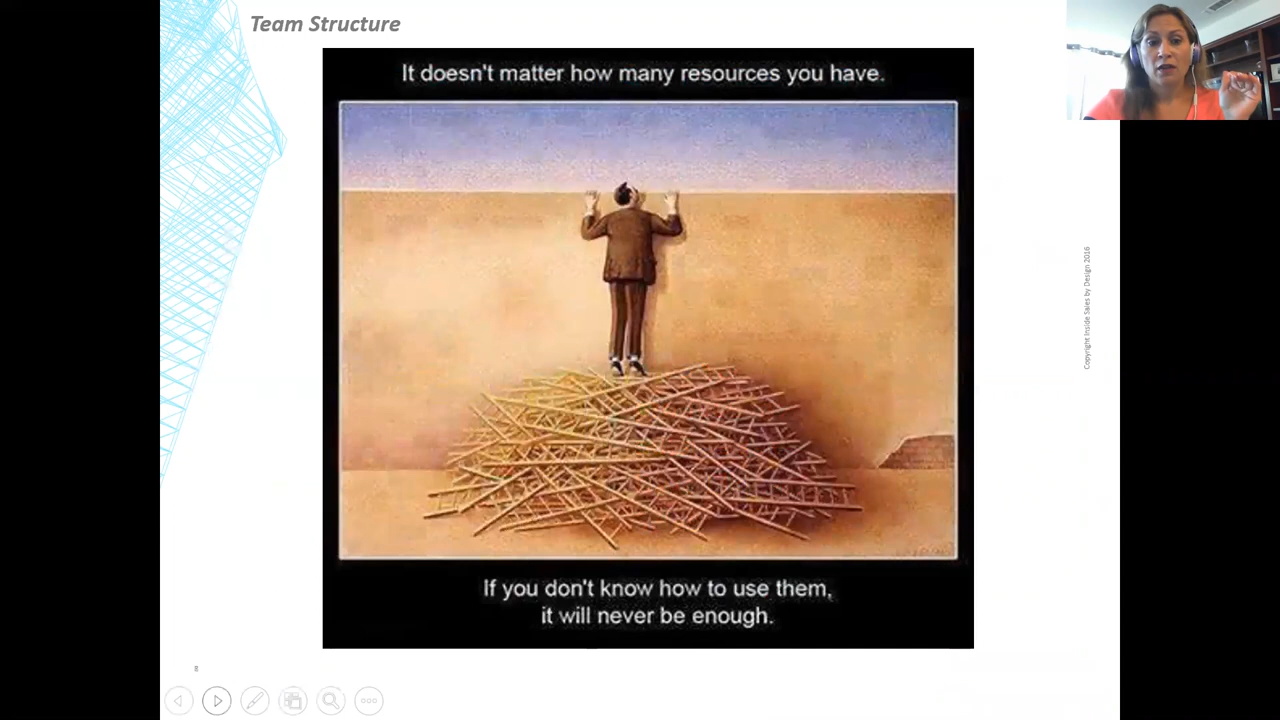 Team Structure
It doesn't matter how many resources you have.
If you don't know how to use them,
it will never be enough.
Copyright Inside Sales by Design 2016
8